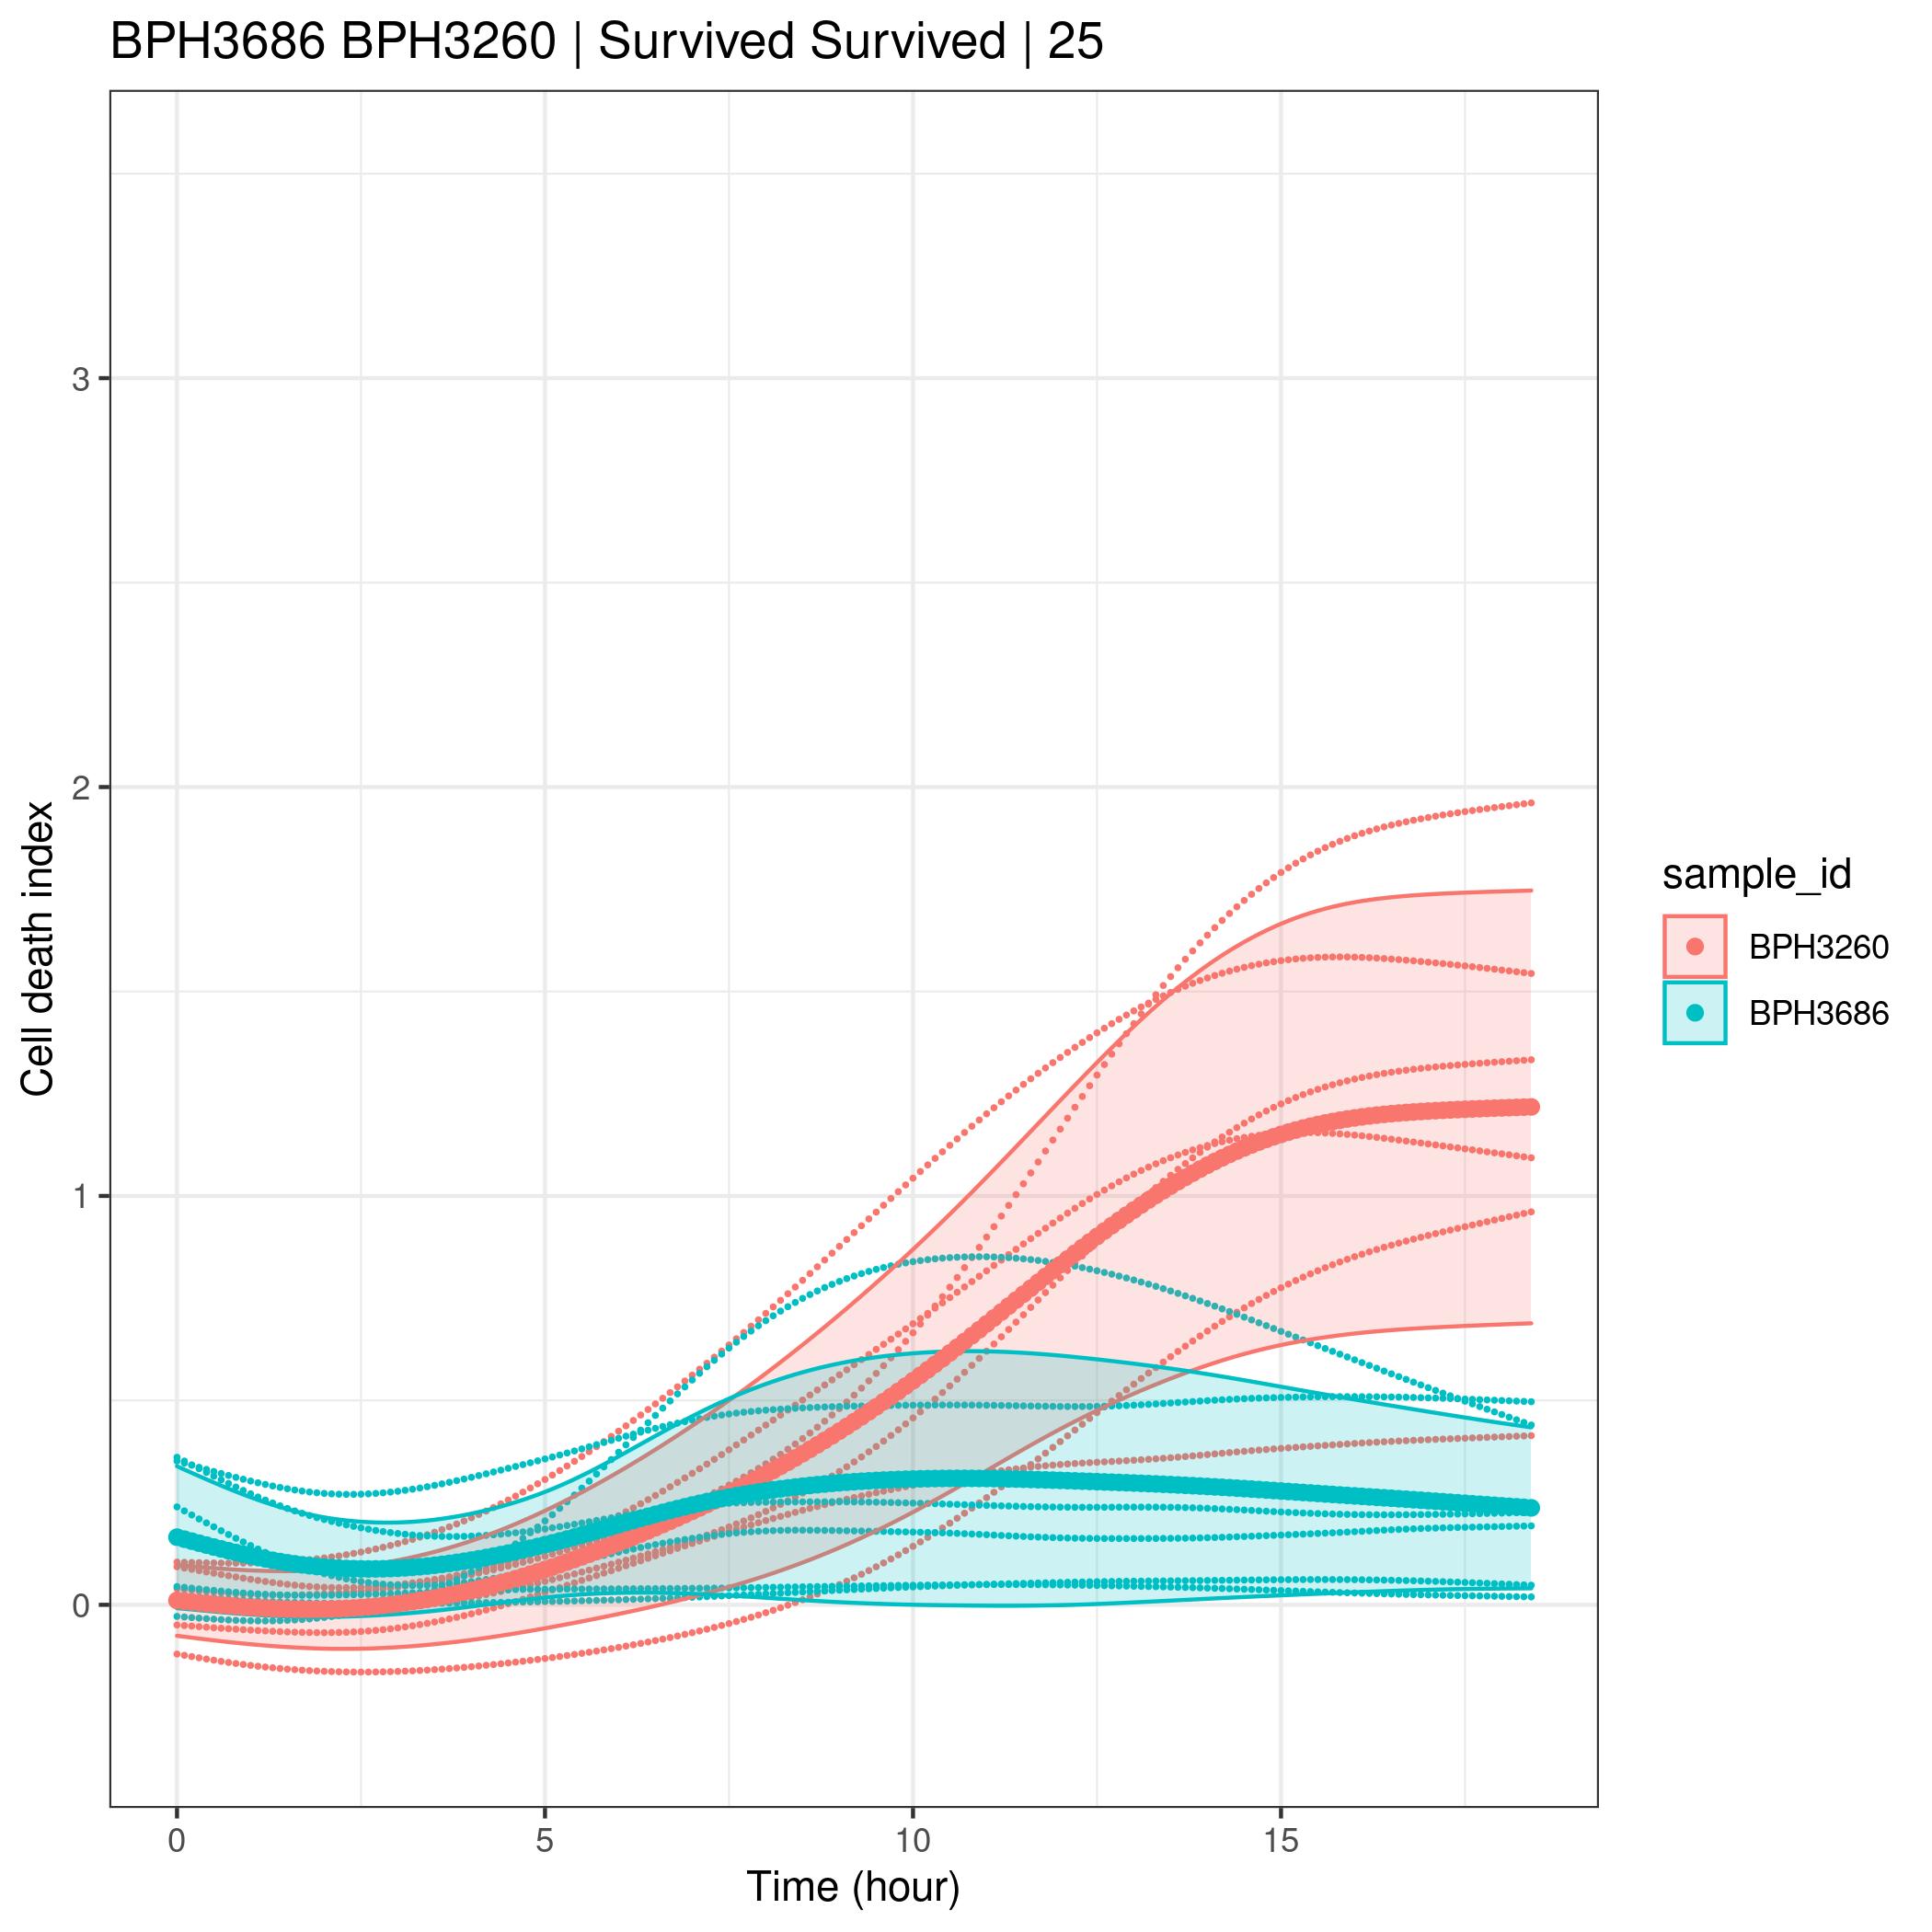 BPH3686 BPH3260 | Survived Survived | 25
Cell death index
3
2
1
0
0 5 10 15
Time (hour)
sample_id
BPH3260
BPH3686